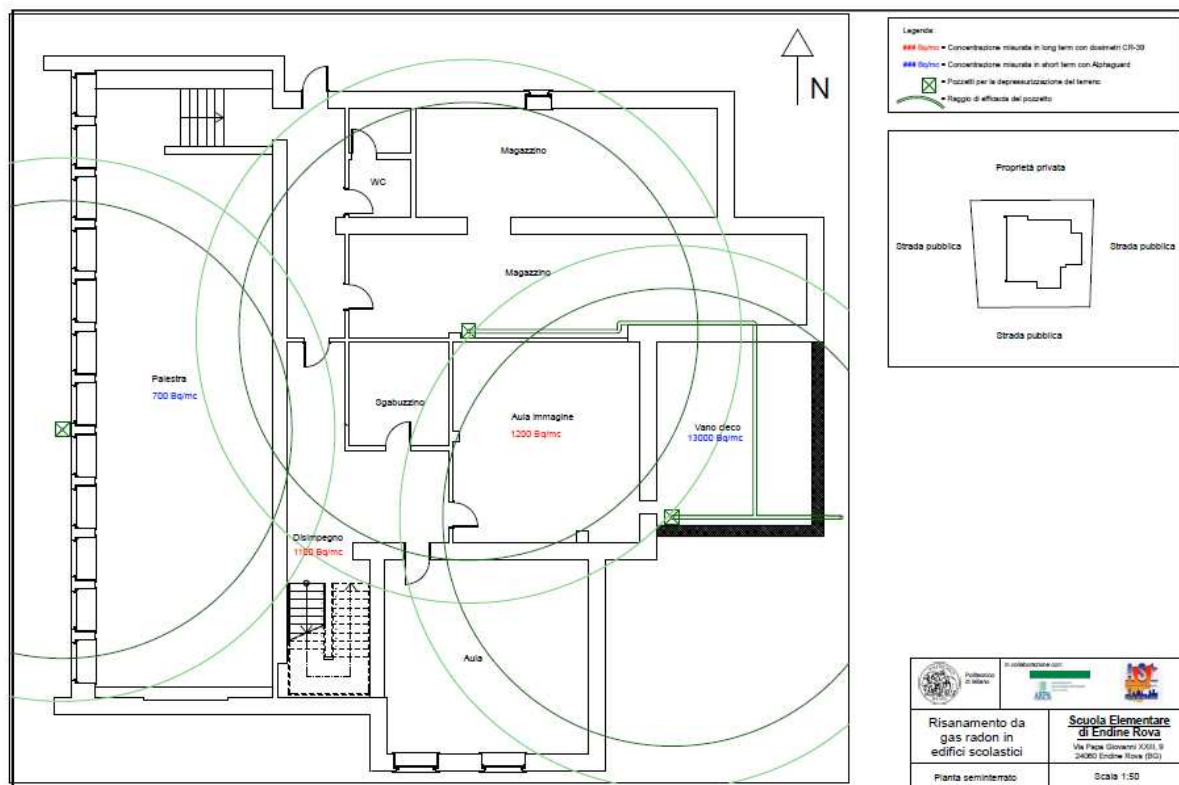 N
Magazzino
WC
Magazzino
Palestra
700 Bq/mc
Sgabuzzino
Aula Immagine
1200 Bq/mc
Vano cieco
13000 Bq/mc
Disimpegno
1100 Bq/mc
Aula
Legenda:
### Bq/mc = Concentrazione misurata in long term con dosimetri CR-39
### Bq/mc = Concentrazione misurata in short term con Alphaguard
= Pozzetti per la depressurizzazione del terreno
= Raggio di efficacia del pozzetto
Proprietà privata
Strada pubblica
Strada pubblica
Strada pubblica
Politecnico
di Milano
In collaborazione con:
ARPA
Risanamento da
gas radon in
edifici scolastici
Scuola Elementare
di Endine Rova
Via Papa Giovanni XXIII, 9
24060 Endine Rova (BG)
Pianta seminterrato
Scala 1:50